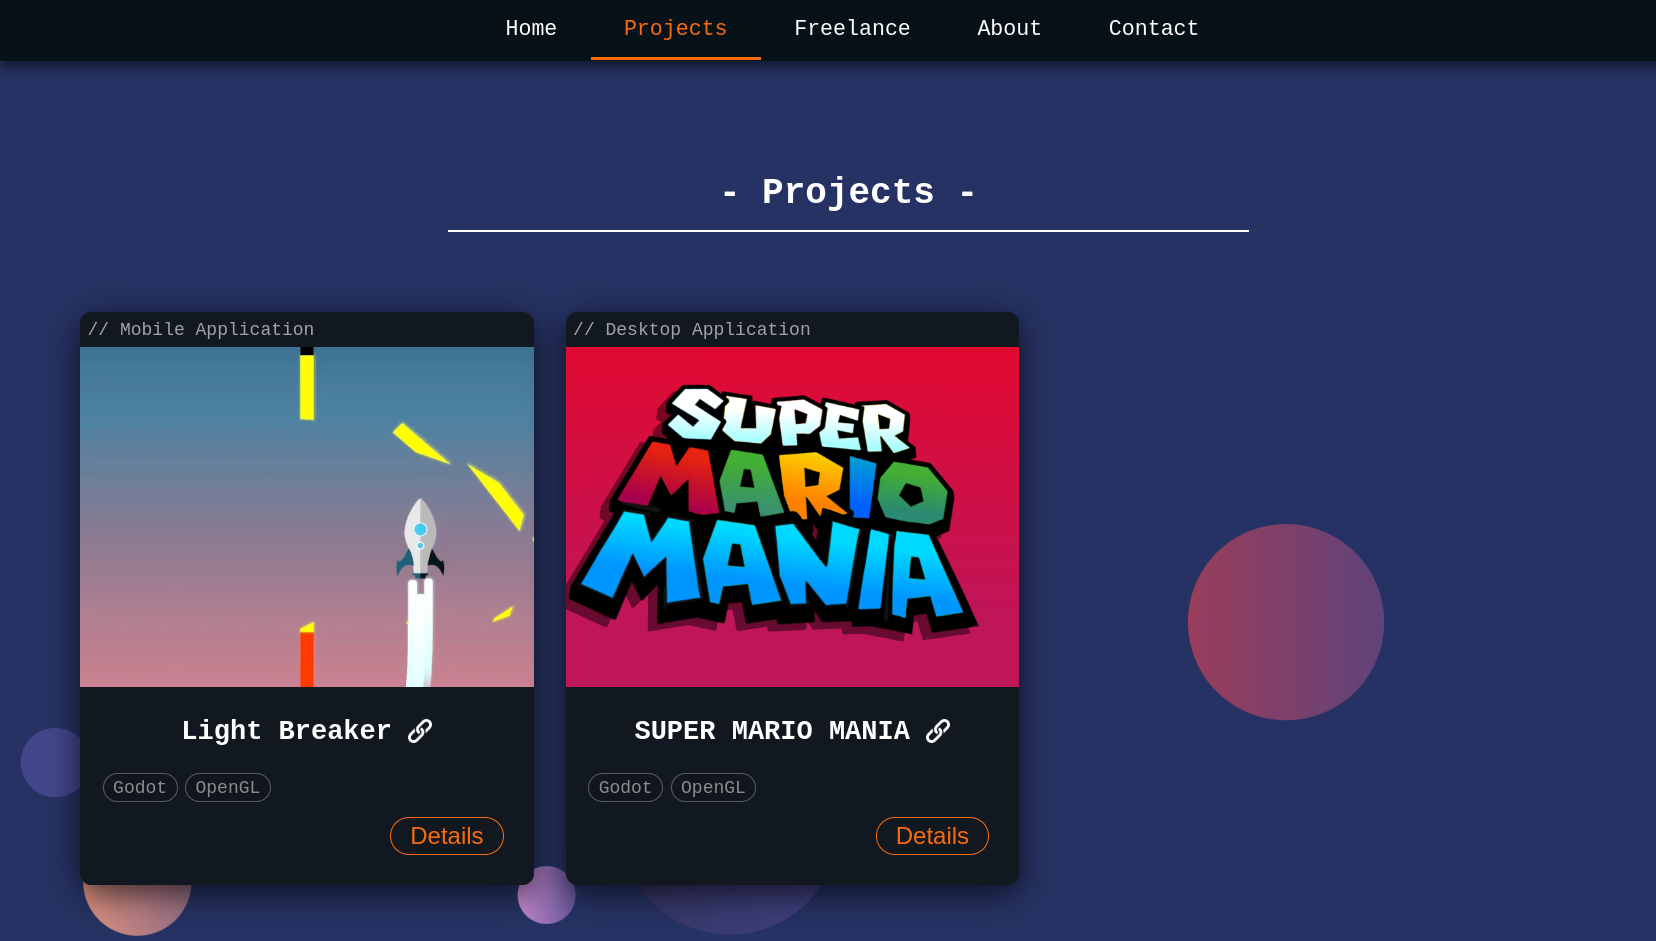 Home Projects Freelance About Contact
- Projects -
// Mobile Application
Light Breaker
Godot OpenGL
Details
// Desktop Application
SUPER
MARIO
MANIA
SUPER MARIO MANIA
Godot OpenGL
Details